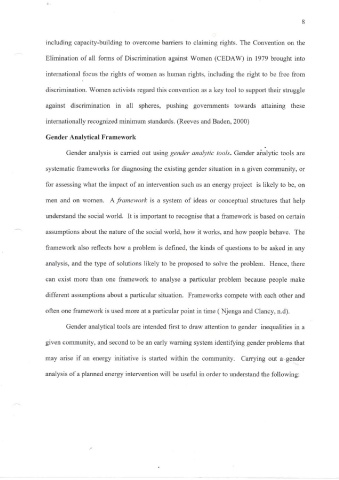 8
including capacity-building to overcome barriers to claiming rights. The Convention on the
Elimination of all forms of Discrimination against Women (CEDAW) in 1979 brought into
international focus the rights of women as human rights, including the right to be free from
discrimination. Women activists regard this convention as a key tool to support their struggle
against discrimination in all spheres, pushing governments towards attaining these
internationally recognized minimum standards. (Reeves and Baden, 2000)
Gender Analytical Framework
Gender analysis is carried out using gender analytic tools. Gender analytic tools are
systematic frameworks for diagnosing the existing gender situation in a given community, or
for assessing what the impact of an intervention such us an energy project is likely to be, on
men and on women. A framework is a system of ideas or conceptual structures that help
understand the social world. It is important to recognise that a framework is based on certain
assumptions about the nature of the social world, how it works, and how people behave. The
framework also reflects how a problem is defined, the kinds of questions to be asked in any
analysis, and the type of solutions likely to be proposed to solve the problem. Hence, there
can exist more than one framework to analyse a particular problem because people make
different assumptions about a particular situation. Frameworks compete with each other and
often one framework is used more at a particular point in time ( Njenga and Clancy, n.d).
Gender analytical tools are intended first to draw attention to gender inequalities in a
given community, and second to be an early warning system identifying gender problems that
may arise if an energy initiative is started within the community. Carrying out a gender
analysis of a planned energy intervention will be useful in order to understand the following: